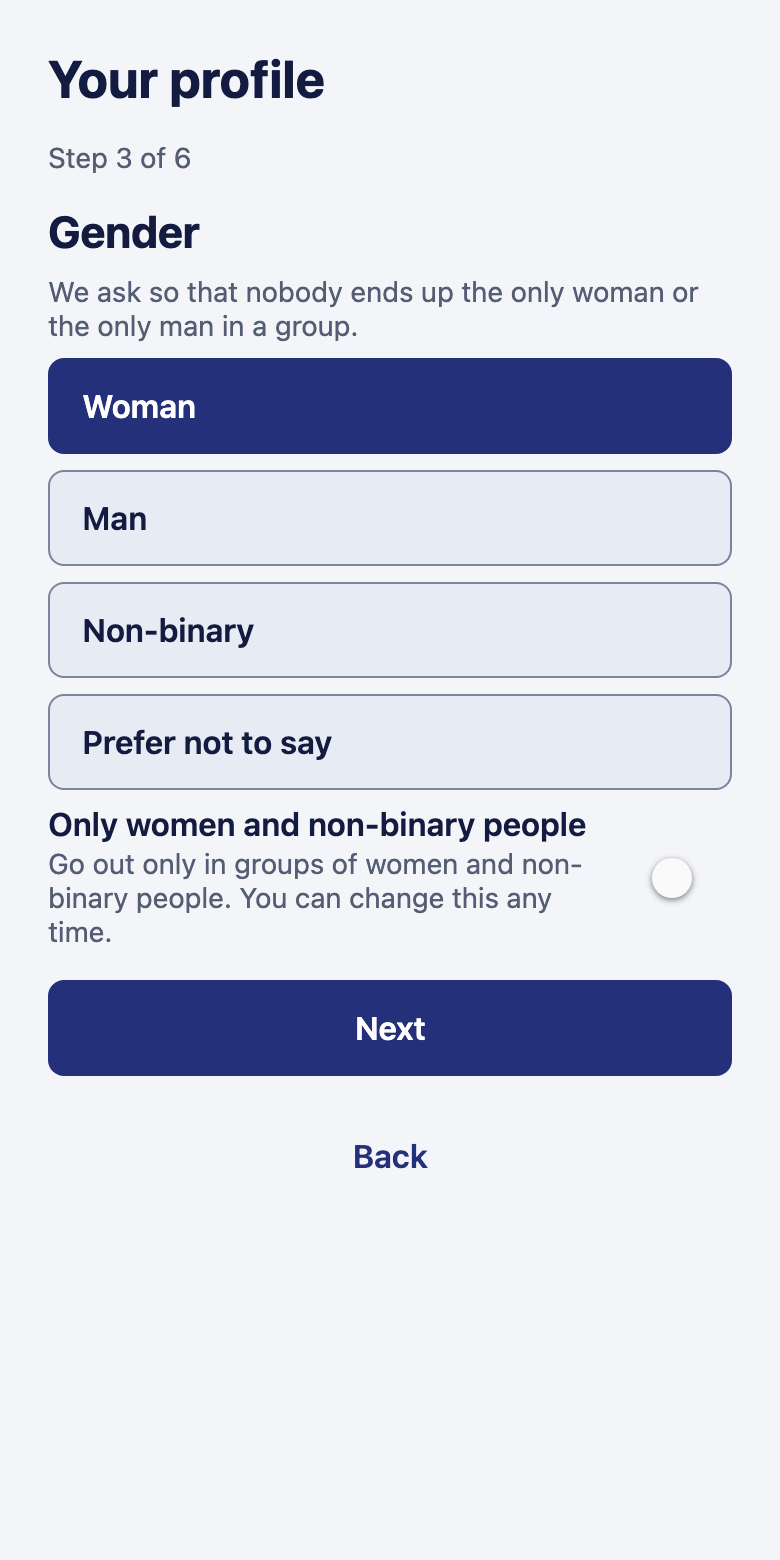 Your profile
Step 3 of 6
Gender
We ask so that nobody ends up the only woman or
the only man in a group.
Woman
Man
Non-binary
Prefer not to say
Only women and non-binary people
Go out only in groups of women and non-
binary people. You can change this any
time.
Next
Back